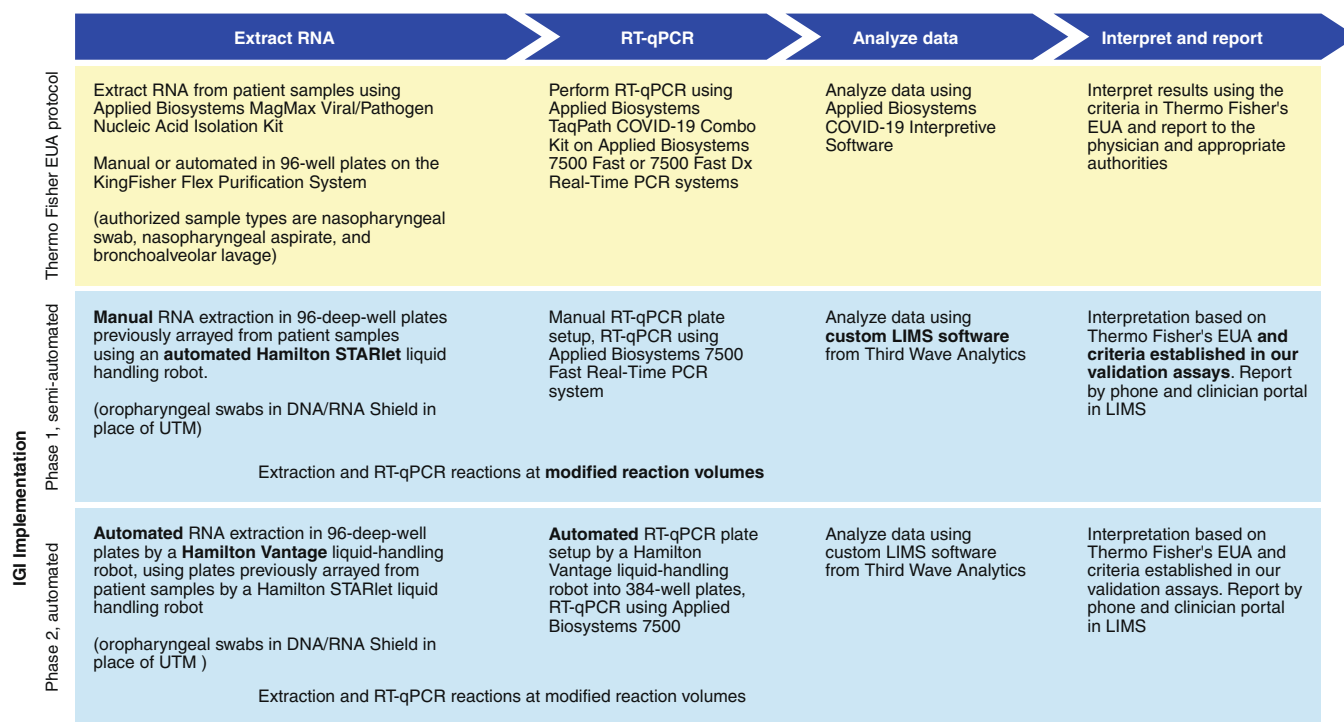 Extract RNA
RT-qPCR
Analyze data
Interpret and report
Thermo Fisher EUA protocol
Extract RNA from patient samples using
Applied Biosystems MagMax Viral/Pathogen
Nucleic Acid Isolation Kit
Manual or automated in 96-well plates on the
KingFisher Flex Purification System
(authorized sample types are nasopharyngeal
swab, nasopharyngeal aspirate, and
bronchoalveolar lavage)
Perform RT-qPCR using
Applied Biosystems
TaqPath COVID-19 Combo
Kit on Applied Biosystems
7500 Fast or 7500 Fast Dx
Real-Time PCR systems
Analyze data using
Applied Biosystems
COVID-19 Interpretive
Software
Interpret results using the
criteria in Thermo Fisher's
EUA and report to the
physician and appropriate
authorities
IGI Implementation
Phase 1, semi-automated
Manual RNA extraction in 96-deep-well plates
previously arrayed from patient samples
using an automated Hamilton STARlet liquid
handling robot.
(oropharyngeal swabs in DNA/RNA Shield in
place of UTM)
Manual RT-qPCR plate
setup, RT-qPCR using
Applied Biosystems 7500
Fast Real-Time PCR
system
Analyze data using
custom LIMS software
from Third Wave Analytics
Interpretation based on
Thermo Fisher's EUA and
criteria established in our
validation assays. Report
by phone and clinician portal
in LIMS
Extraction and RT-qPCR reactions at modified reaction volumes
Phase 2, automated
Automated RNA extraction in 96-deep-well
plates by a Hamilton Vantage liquid-handling
robot, using plates previously arrayed from
patient samples by a Hamilton STARlet liquid
handling robot
(oropharyngeal swabs in DNA/RNA Shield in
place of UTM )
Automated RT-qPCR plate
setup by a Hamilton
Vantage liquid-handling
robot into 384-well plates,
RT-qPCR using Applied
Biosystems 7500
Analyze data using
custom LIMS software
from Third Wave Analytics
Interpretation based on
Thermo Fisher's EUA and
criteria established in our
validation assays. Report by
phone and clinician portal
in LIMS
Extraction and RT-qPCR reactions at modified reaction volumes